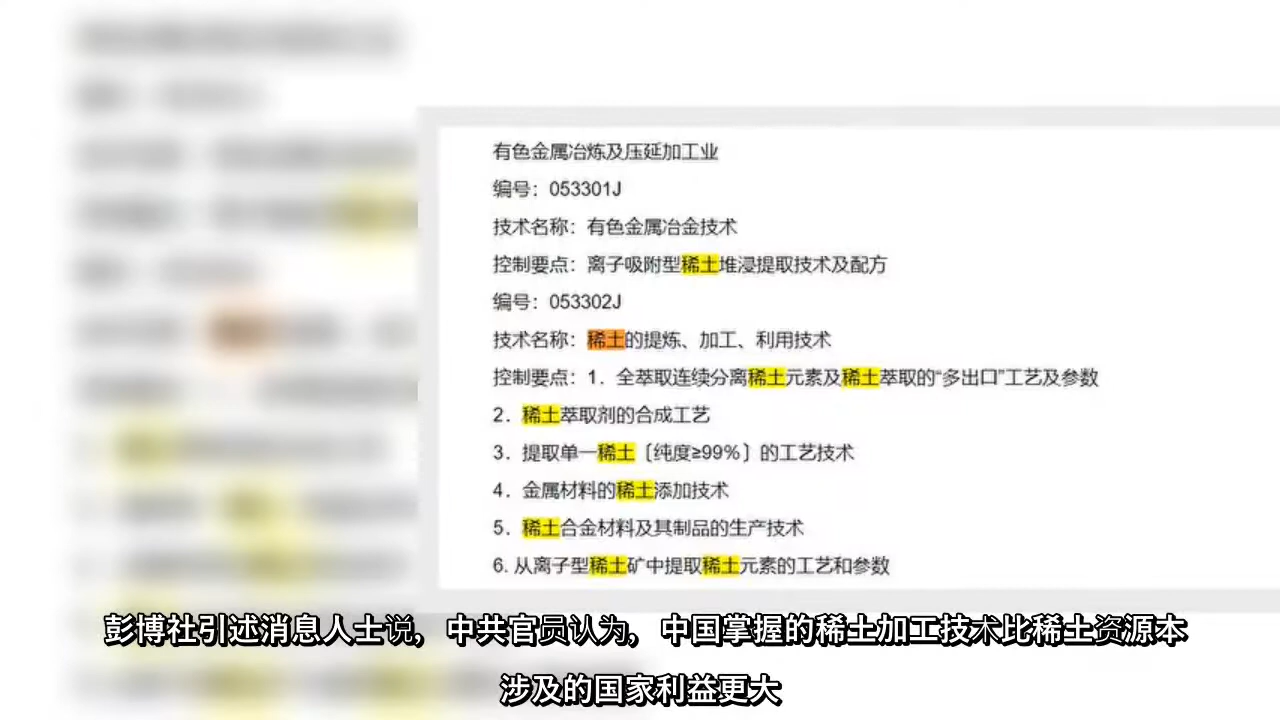 有色金属冶炼及压延加工业
编号：053301J
技术名称：有色金属冶金技术
控制要点：离子吸附型稀土堆浸提取技术及配方
编号：053302J
技术名称：稀土的提炼、加工、利用技术
控制要点：1．全萃取连续分离稀土元素及稀土萃取的“多出口”工艺及参数
2．稀土萃取剂的合成工艺
3．提取单一稀土〔纯度≥99%〕的工艺技术
4．金属材料的稀土添加技术
5．稀土合金材料及其制品的生产技术
6. 从离子型稀土矿中提取稀土元素的工艺和参数
彭博社引述消息人士说，中共官员认为，中国掌握的稀土加工技术比稀土资源本
涉及的国家利益更大